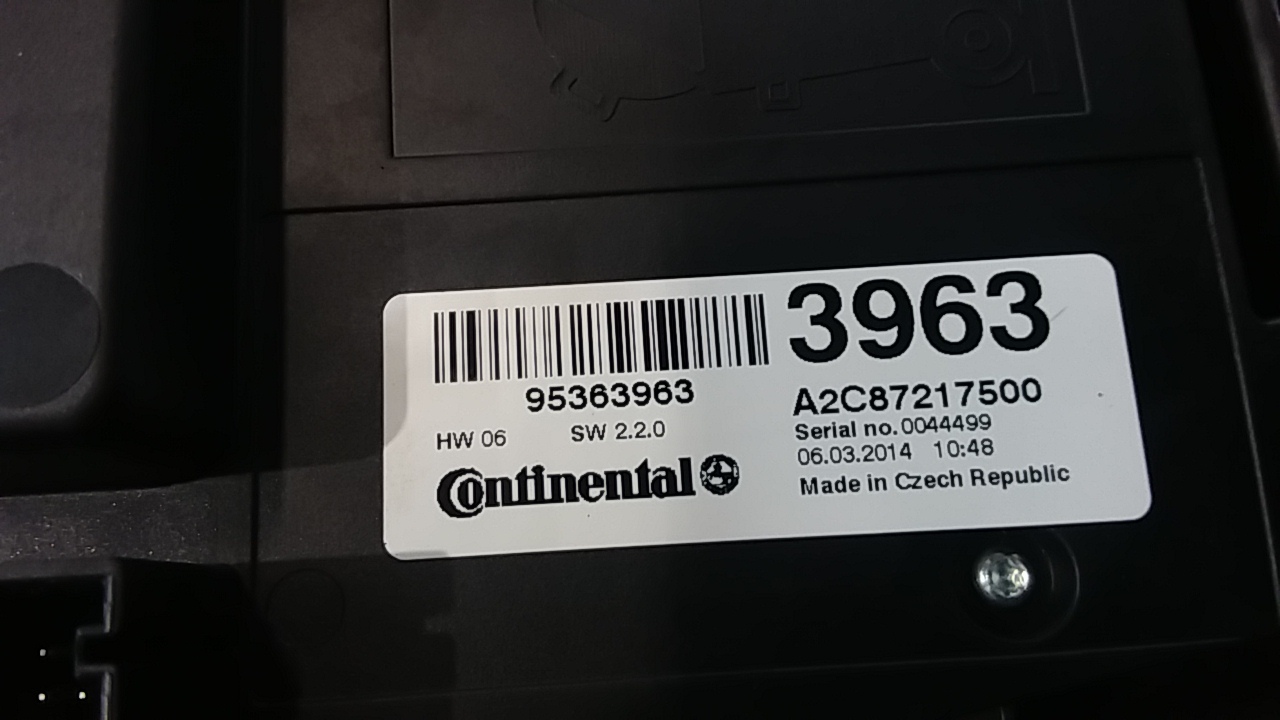 3963
95363963
A2C87217500
HW 06 SW 2.2.0
Serial no. 0044499
06.03.2014 10:48
Continental
Made in Czech Republic